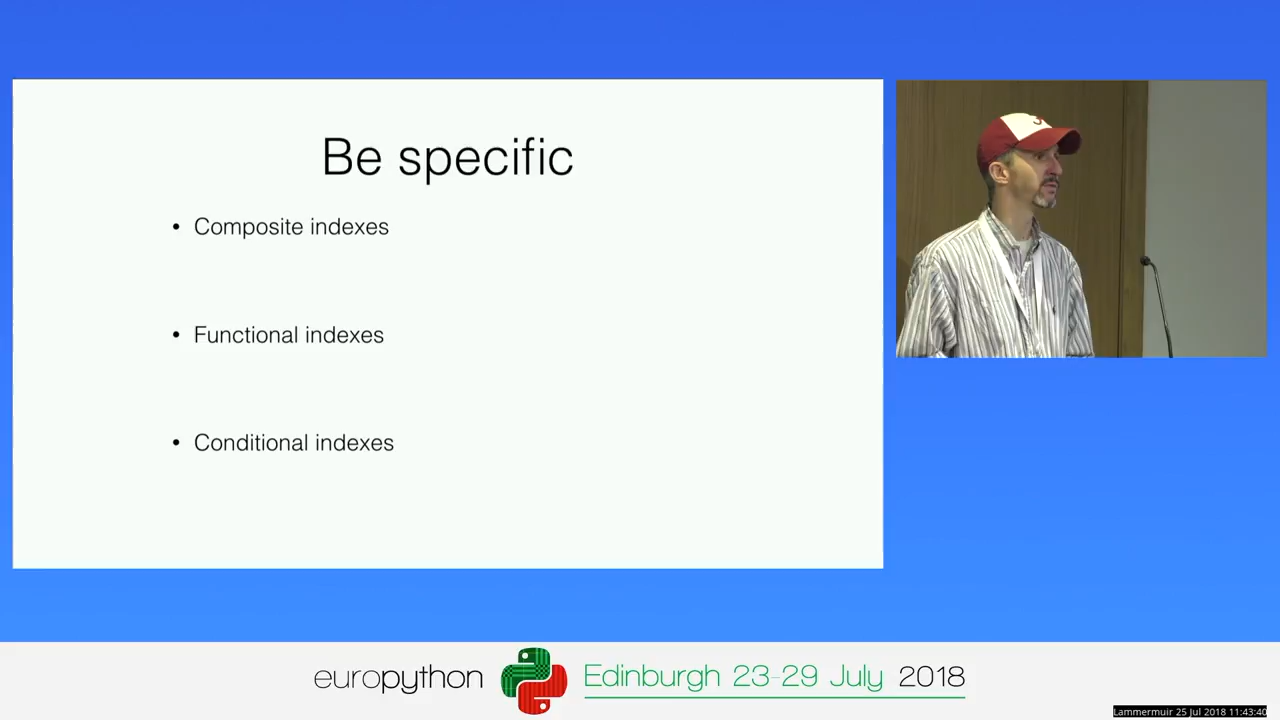 Be specific
• Composite indexes
• Functional indexes
• Conditional indexes
europython
Edinburgh 23-29 July 2018
Lammermuir 25 Jul 2018 11:43:40